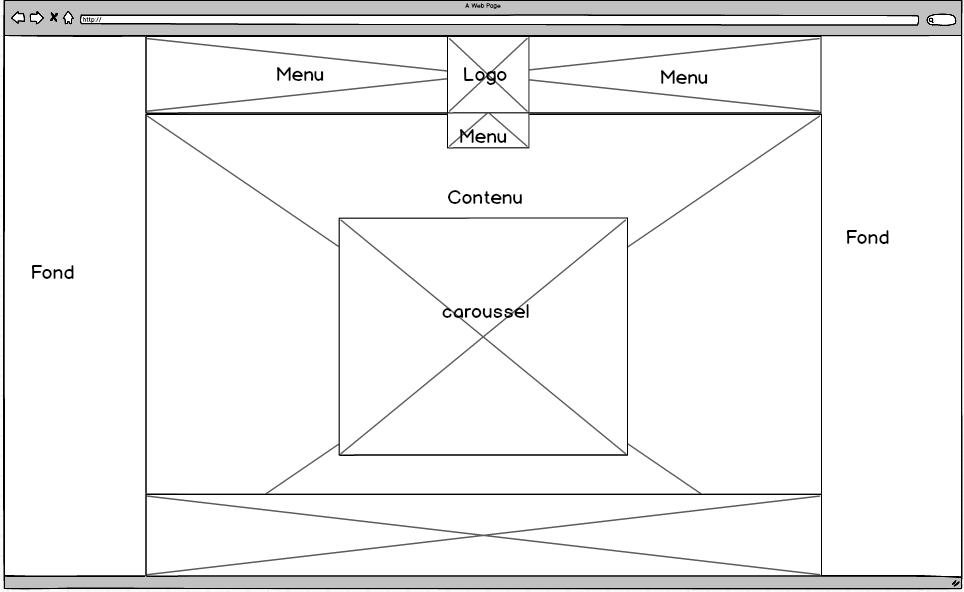 A Web Page
http://
Menu
Logo
Menu
Menu
Contenu
Fond
Fond
caroussel